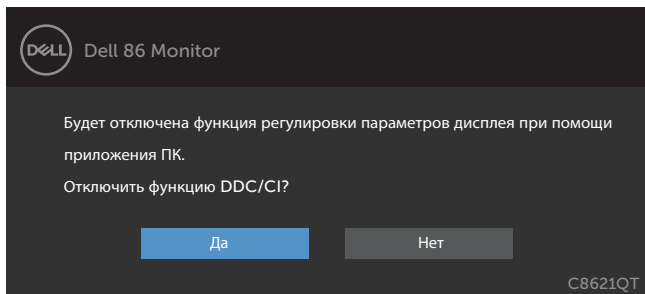 DELL Dell 86 Monitor
Будет отключена функция регулировки параметров дисплея при помощи
приложения ПК.
Отключить функцию DDC/CI?
Да Нет
C8621QT